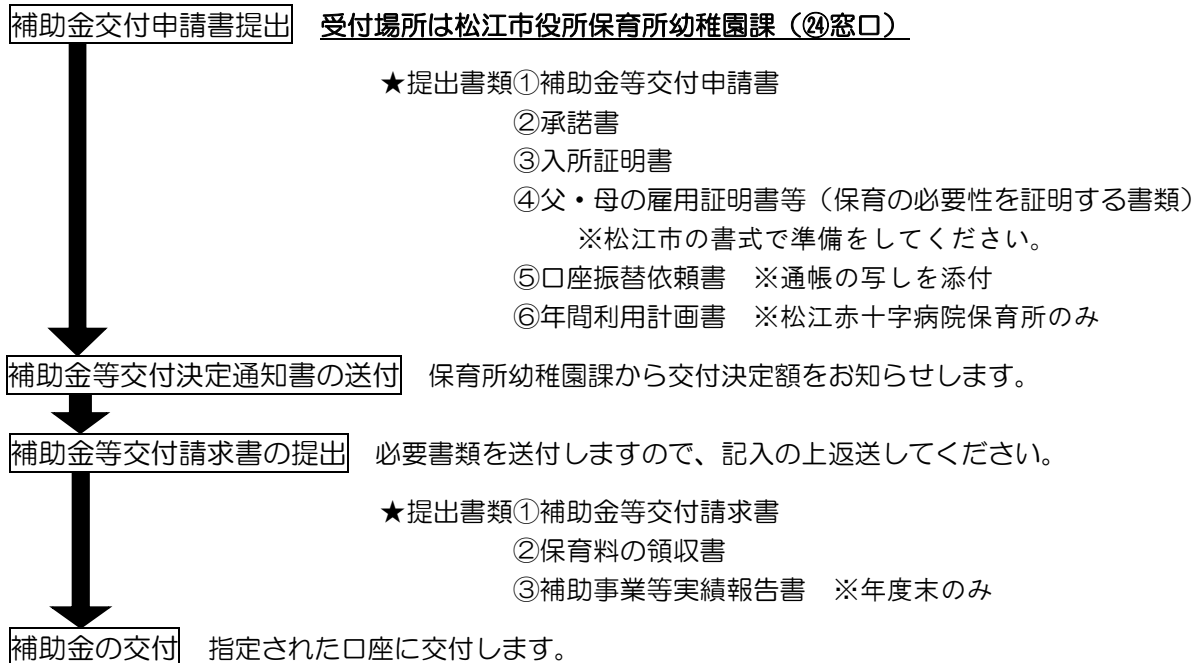 補助金交付申請書提出　受付場所は松江市役所保育所幼稚園課（㉔窓口）
★提出書類①補助金等交付申請書
②承諾書
③入所証明書
④父・母の雇用証明書等（保育の必要性を証明する書類）
※松江市の書式で準備をしてください。
⑤口座振替依頼書　※通帳の写しを添付
⑥年間利用計画書　※松江赤十字病院保育所のみ
補助金等交付決定通知書の送付　保育所幼稚園課から交付決定額をお知らせします。
補助金等交付請求書の提出　必要書類を送付しますので、記入の上返送してください。
★提出書類①補助金等交付請求書
②保育料の領収書
③補助事業等実績報告書　※年度末のみ
補助金の交付　指定された口座に交付します。